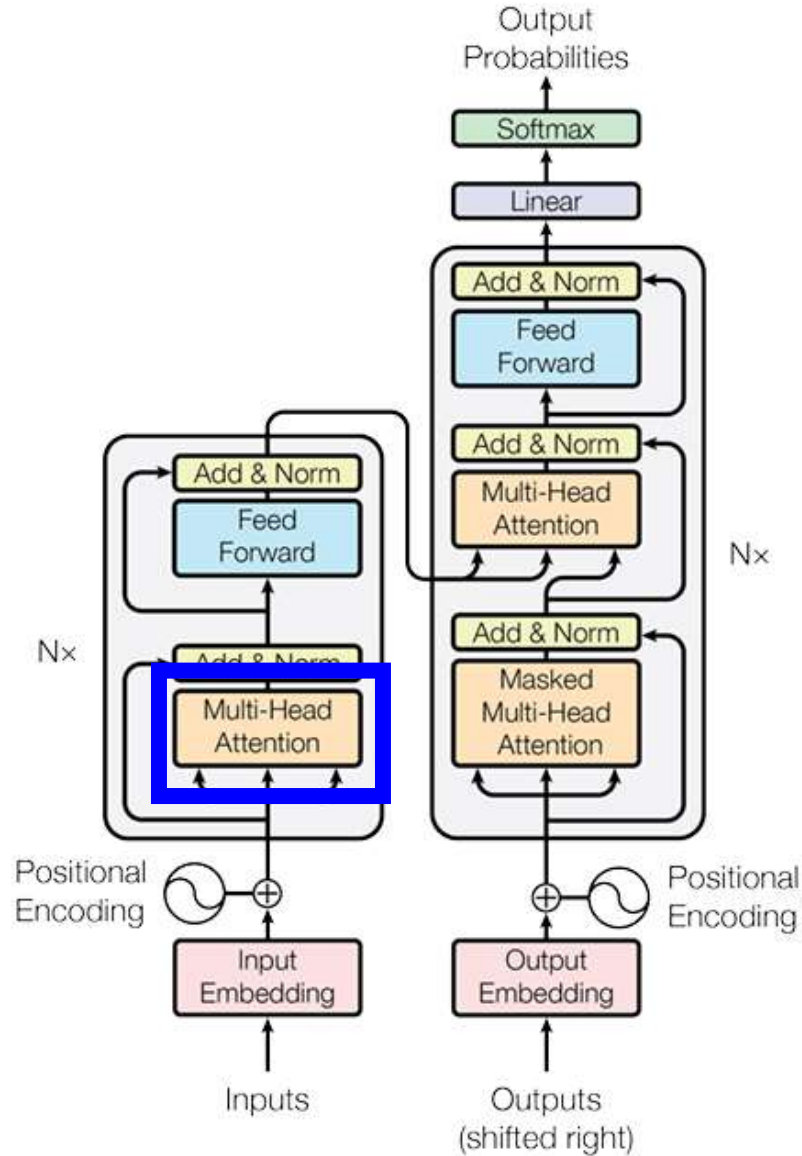 Output
Probabilities
Softmax
Linear
Add & Norm
Feed
Forward
Add & Norm
Multi-Head
Attention
Add & Norm
Masked
Multi-Head
Attention
Nx
Add & Norm
Feed
Forward
Add & Norm
Multi-Head
Attention
Nx
Positional
Encoding
Positional
Encoding
Input
Embedding
Output
Embedding
Inputs
Outputs
(shifted right)